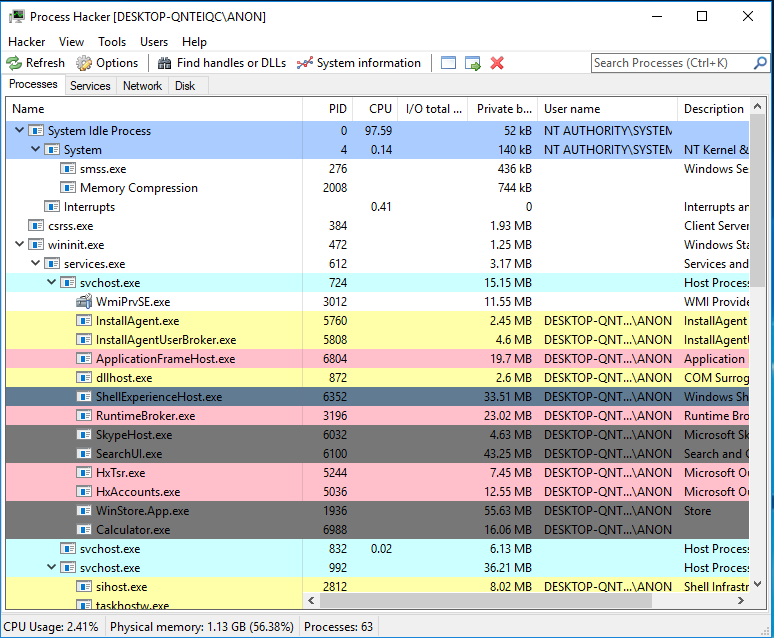 Process Hacker [DESKTOP-QNTEIQC\ANON]
Hacker View Tools Users Help
Refresh Options Find handles or DLLs System information Search Processes (Ctrl+K)
Processes Services Network Disk
Name PID CPU I/O total ... Private b... User name Description
System Idle Process 0 97.59 52 kB NT AUTHORITY\SYSTEM
System 4 0.14 140 kB NT AUTHORITY\SYSTEM NT Kernel &
smss.exe 276 436 kB Windows Se
Memory Compression 2008 744 kB
Interrupts 0.41 0 Interrupts an
csrss.exe 384 1.93 MB Client Server
wininit.exe 472 1.25 MB Windows Sta
services.exe 612 3.17 MB Services and
svchost.exe 724 15.15 MB Host Process
WmiPrvSE.exe 3012 11.55 MB WMI Provide
InstallAgent.exe 5760 2.45 MB DESKTOP-QNT...\ANON InstallAgent
InstallAgentUserBroker.exe 5808 4.6 MB DESKTOP-QNT...\ANON InstallAgentU
ApplicationFrameHost.exe 6804 19.7 MB DESKTOP-QNT...\ANON Application
dllhost.exe 872 2.6 MB DESKTOP-QNT...\ANON COM Surrog
ShellExperienceHost.exe 6352 33.51 MB DESKTOP-QNT...\ANON Windows Sh
RuntimeBroker.exe 3196 23.02 MB DESKTOP-QNT...\ANON Runtime Bro
SkypeHost.exe 6032 4.63 MB DESKTOP-QNT...\ANON Microsoft Sk
SearchUI.exe 6100 43.25 MB DESKTOP-QNT...\ANON Search and C
HxTsr.exe 5244 7.45 MB DESKTOP-QNT...\ANON Microsoft Ou
HxAccounts.exe 5036 12.55 MB DESKTOP-QNT...\ANON Microsoft Ou
WinStore.App.exe 1936 55.63 MB DESKTOP-QNT...\ANON Store
Calculator.exe 6988 16.06 MB DESKTOP-QNT...\ANON
svchost.exe 832 0.02 6.13 MB Host Process
svchost.exe 992 36.21 MB Host Process
sihost.exe 2812 8.02 MB DESKTOP-QNT...\ANON Shell Infrastr
taskhostw.exe
CPU Usage: 2.41% Physical memory: 1.13 GB (56.38%) Processes: 63